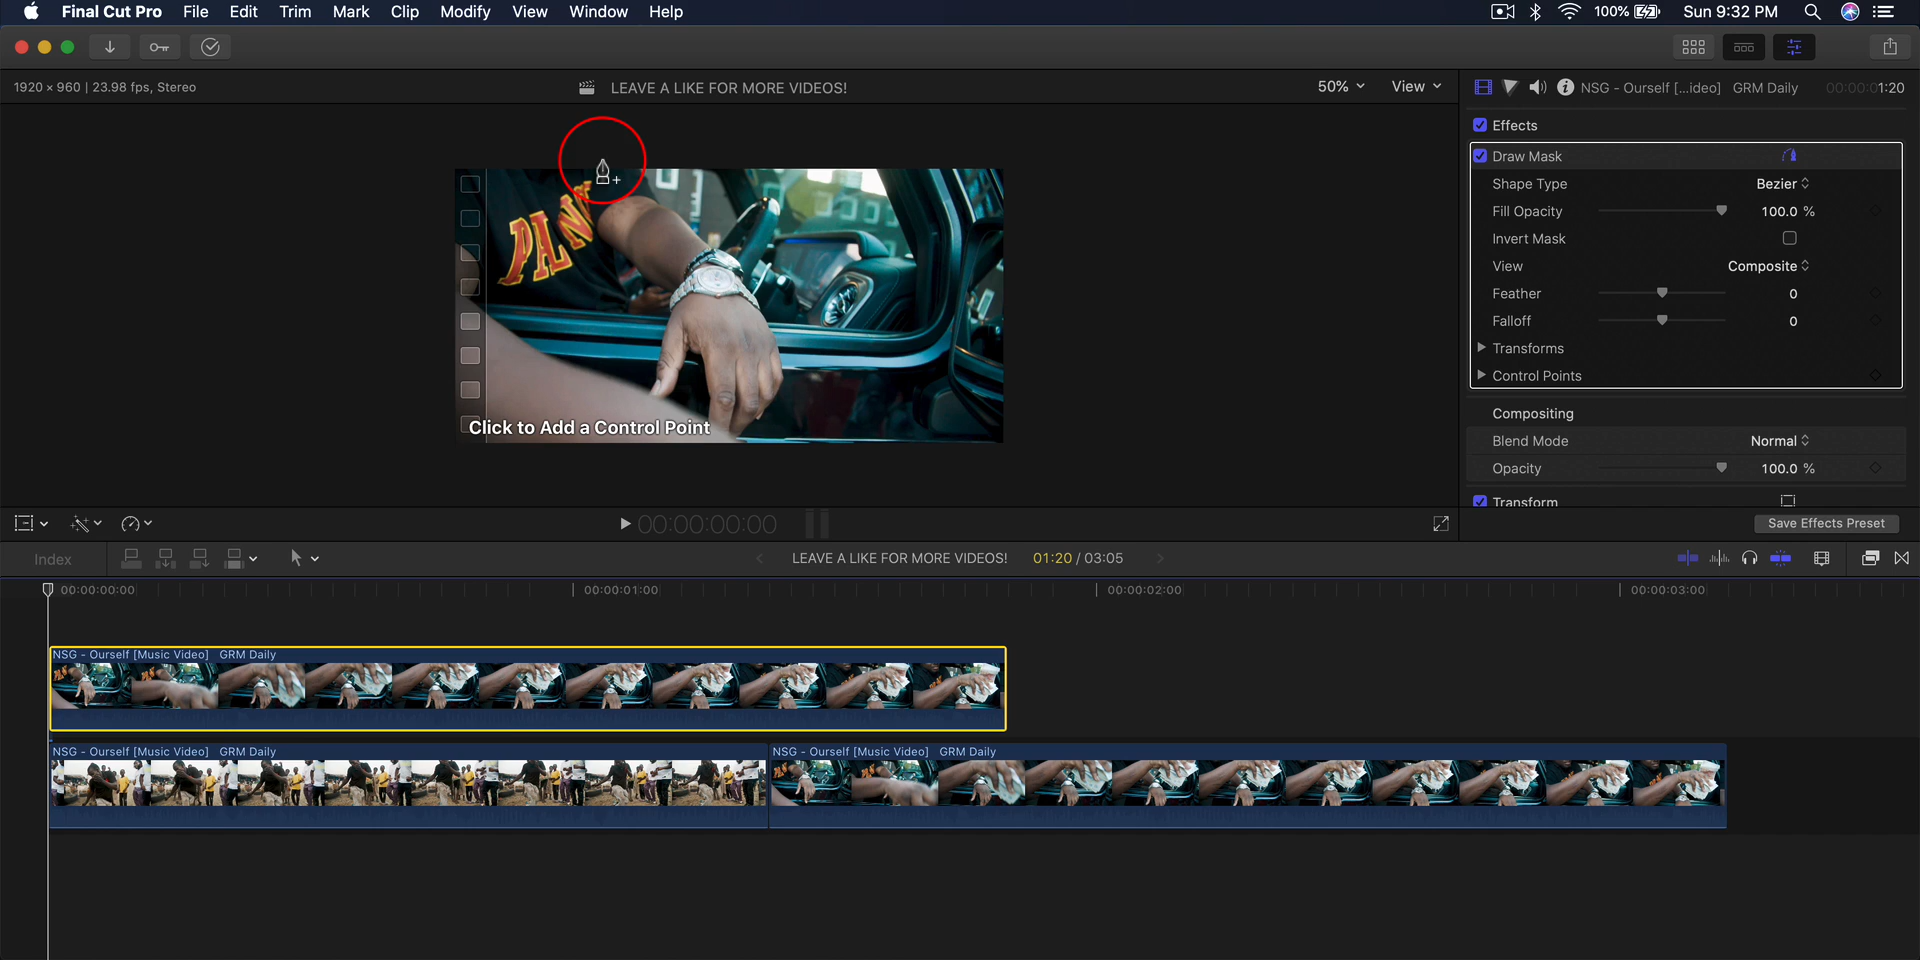 Final Cut Pro File Edit Trim Mark Clip Modify View Window Help 100% Sun 9:32 PM
1920 × 960 | 23.98 fps, Stereo LEAVE A LIKE FOR MORE VIDEOS! 50% View NSG - Ourself [...ideo] GRM Daily 00:00:01:20
Effects
Draw Mask
Shape Type Bezier
Fill Opacity 100.0 %
Invert Mask
View Composite
Feather 0
Falloff 0
Transforms
Control Points
Compositing
Blend Mode Normal
Opacity 100.0 %
Transform
Click to Add a Control Point
00:00:00:00 Save Effects Preset
Index LEAVE A LIKE FOR MORE VIDEOS! 01:20 / 03:05
00:00:00:00 00:00:01:00 00:00:02:00 00:00:03:00
NSG - Ourself [Music Video] GRM Daily
NSG - Ourself [Music Video] GRM Daily NSG - Ourself [Music Video] GRM Daily